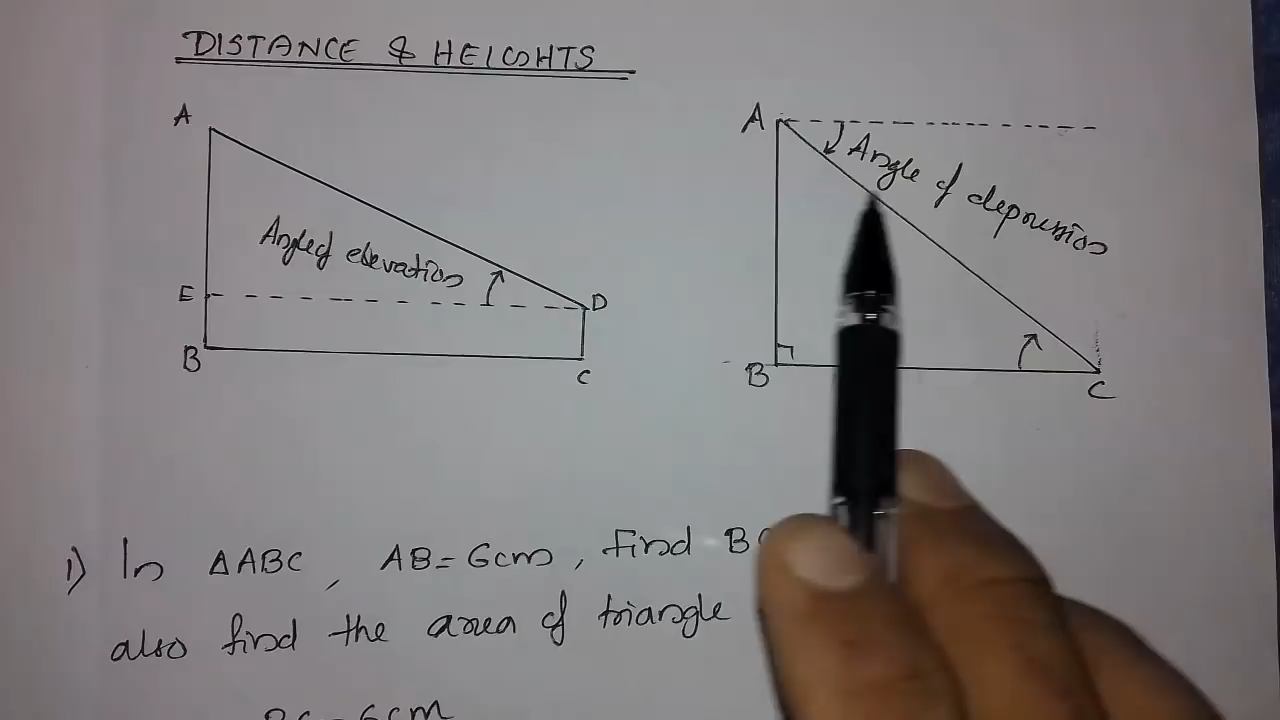 DISTANCE & HEIGHTS
A
Angle of elevation
E
D
B
C
A
Angle of depression
B
C
1) In ΔABC, AB = 6cm, find B
also find the area of triangle